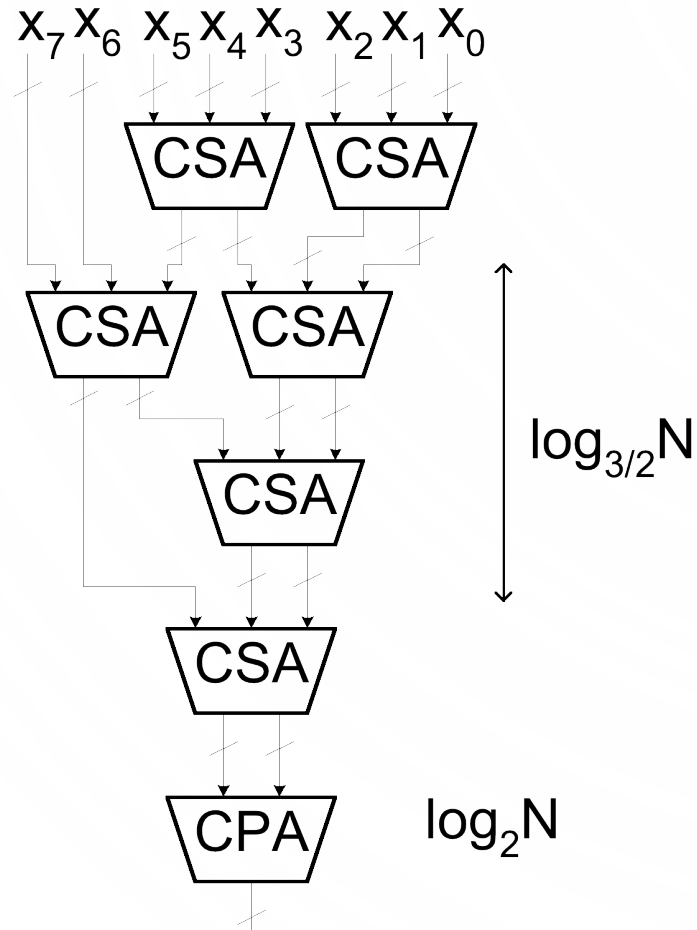 x₇ x₆ x₅ x₄ x₃ x₂ x₁ x₀
CSA CSA
CSA CSA
log₃/₂N
CSA
CSA
CPA log₂N